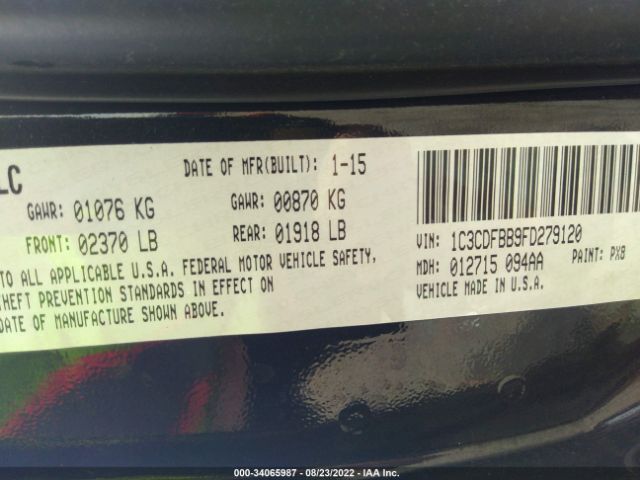 LC
DATE OF MFR(BUILT): 1-15
GAWR: 01076 KG
GAWR: 00870 KG
FRONT: 02370 LB
REAR: 01918 LB
TO ALL APPLICABLE U.S.A. FEDERAL MOTOR VEHICLE SAFETY,
THEFT PREVENTION STANDARDS IN EFFECT ON
DATE OF MANUFACTURE SHOWN ABOVE.
VIN: 1C3CDFBB9FD279120
MDH: 012715 094AA PAINT: PX8
VEHICLE MADE IN U.S.A.
000-34065987 - 08/23/2022 - IAA Inc.